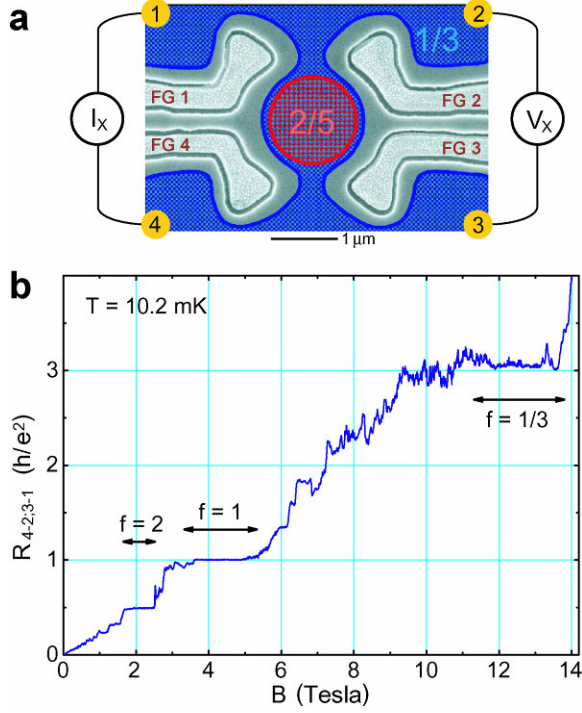 a
1
2
1/3
FG 1
FG 2
2/5
I_X
V_X
FG 4
FG 3
4
3
1 μm
b
T = 10.2 mK
3
f = 1/3
2
R_4-2;3-1 (h/e²)
f = 2
f = 1
1
0
0 2 4 6 8 10 12 14
B (Tesla)